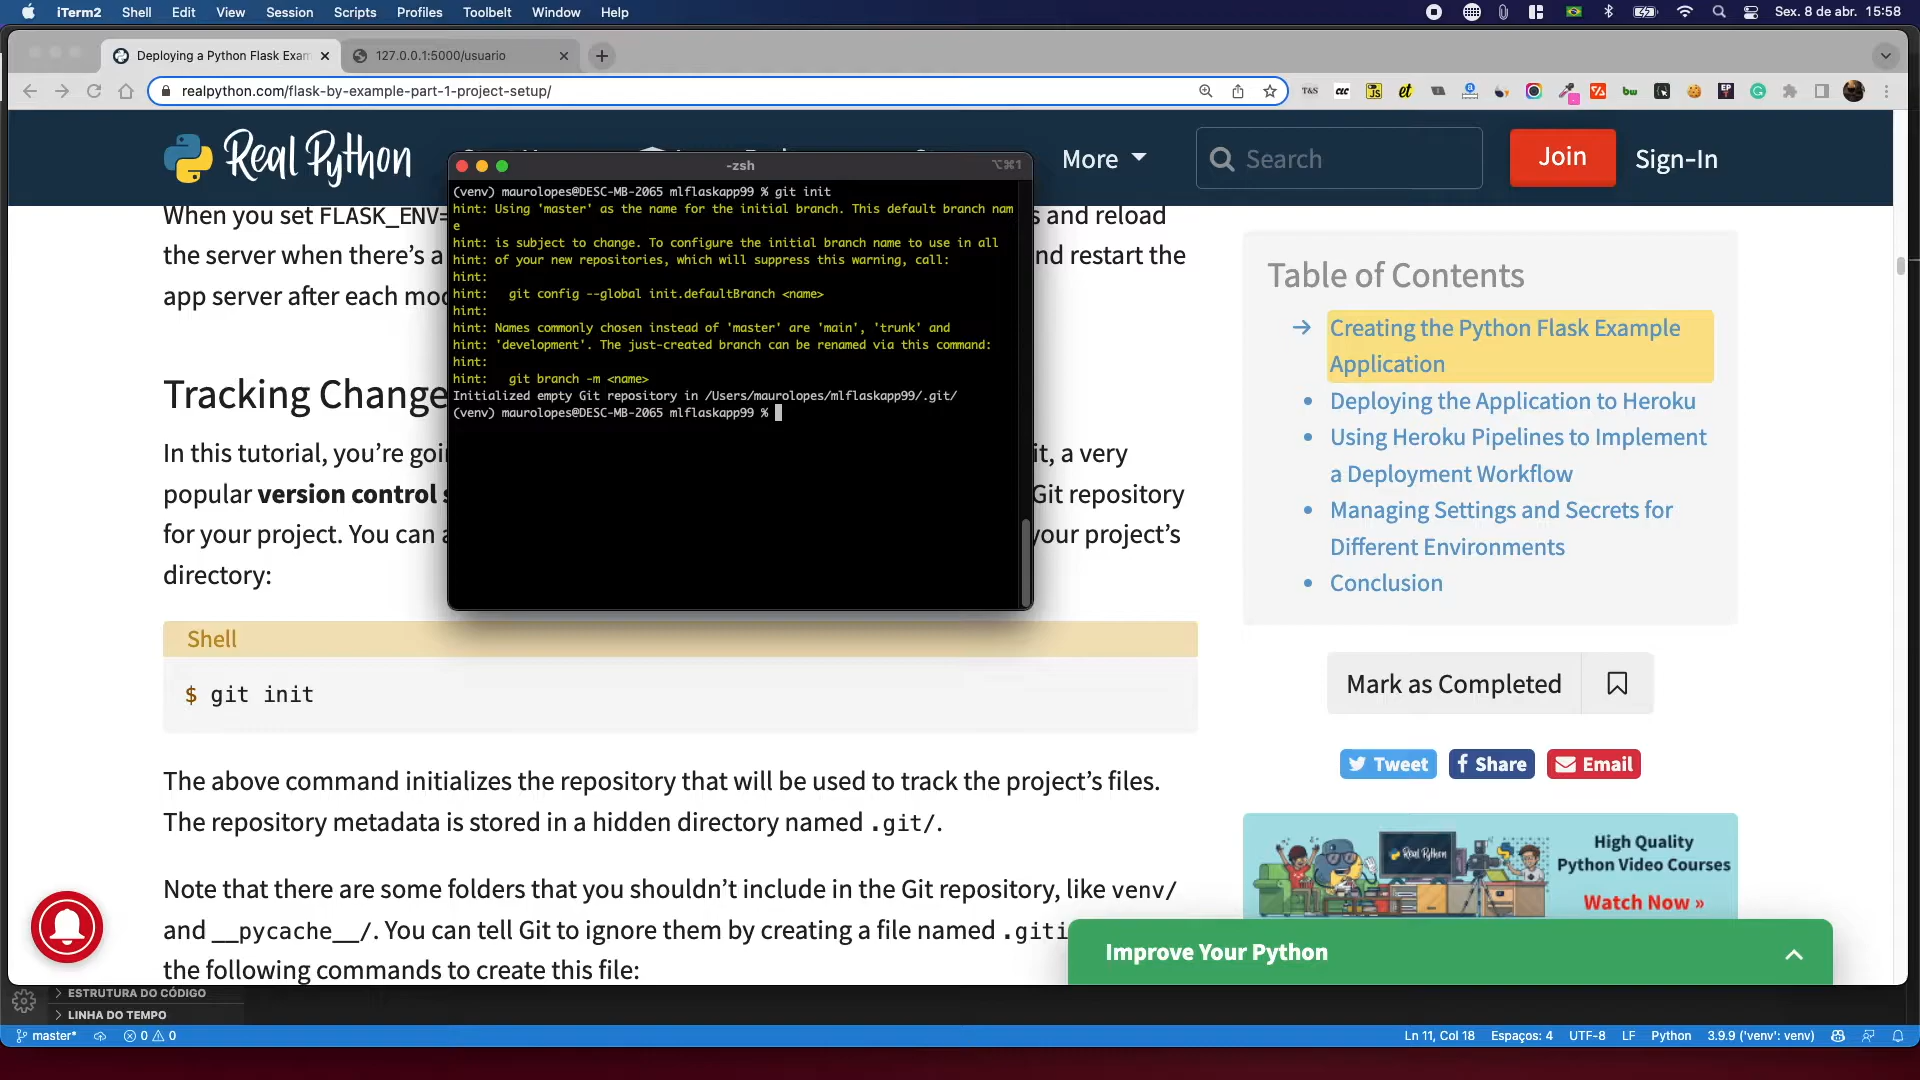 iTerm2 Shell Edit View Session Scripts Profiles Toolbelt Window Help Sex. 8 de abr. 15:58
Deploying a Python Flask Exam 127.0.0.1:5000/usuario
realpython.com/flask-by-example-part-1-project-setup/
T&S CLC JS et bw EP
Real Python
More Search Join Sign-In
-zsh ⌥⌘1
(venv) maurolopes@DESC-MB-2065 mlflaskapp99 % git init
hint: Using 'master' as the name for the initial branch. This default branch nam
e
hint: is subject to change. To configure the initial branch name to use in all
hint: of your new repositories, which will suppress this warning, call:
hint:
hint:   git config --global init.defaultBranch <name>
hint:
hint: Names commonly chosen instead of 'master' are 'main', 'trunk' and
hint: 'development'. The just-created branch can be renamed via this command:
hint:
hint:   git branch -m <name>
Initialized empty Git repository in /Users/maurolopes/mlflaskapp99/.git/
(venv) maurolopes@DESC-MB-2065 mlflaskapp99 %
When you set FLASK_ENV= s and reload
the server when there's a nd restart the
app server after each mo
Tracking Change
In this tutorial, you're goi it, a very
popular version control s Git repository
for your project. You can a your project's
directory:
Shell
$ git init
The above command initializes the repository that will be used to track the project's files.
The repository metadata is stored in a hidden directory named .git/.
Note that there are some folders that you shouldn't include in the Git repository, like venv/
and __pycache__/. You can tell Git to ignore them by creating a file named .giti
the following commands to create this file:
Table of Contents
→ Creating the Python Flask Example
Application
• Deploying the Application to Heroku
• Using Heroku Pipelines to Implement
a Deployment Workflow
• Managing Settings and Secrets for
Different Environments
• Conclusion
Mark as Completed
Tweet Share Email
Real Python
High Quality
Python Video Courses
Watch Now »
Improve Your Python
ESTRUTURA DO CÓDIGO
LINHA DO TEMPO
master* 0 0 Ln 11, Col 18 Espaços: 4 UTF-8 LF Python 3.9.9 ('venv': venv)